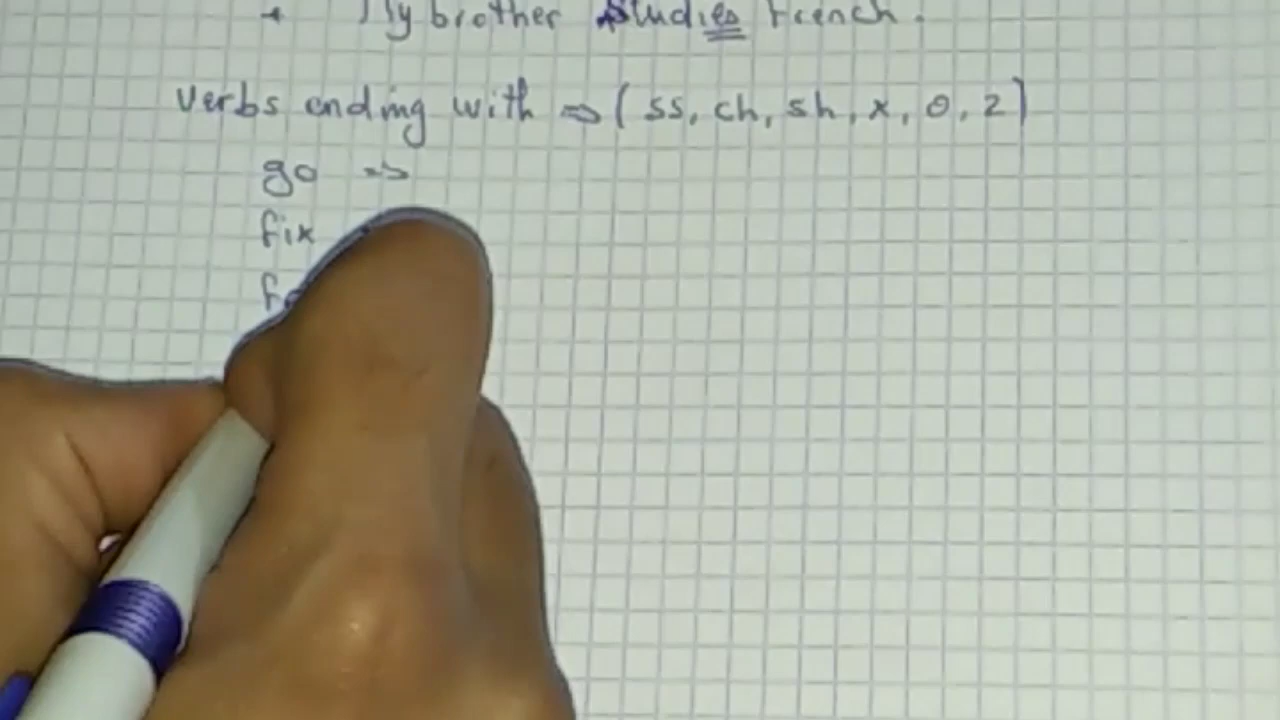 → My brother studies French.
Verbs ending with ⇒ ( ss, ch, sh, x, o, z )
go ⇒
fix